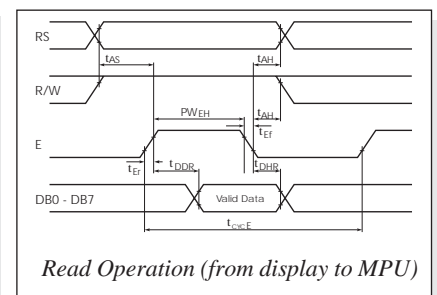 RS
tAS
tAH
R/W
PWEH
tAH
tEf
E
tEr
tDDR
tDHR
DB0 - DB7
Valid Data
tCYCE
Read Operation (from display to MPU)